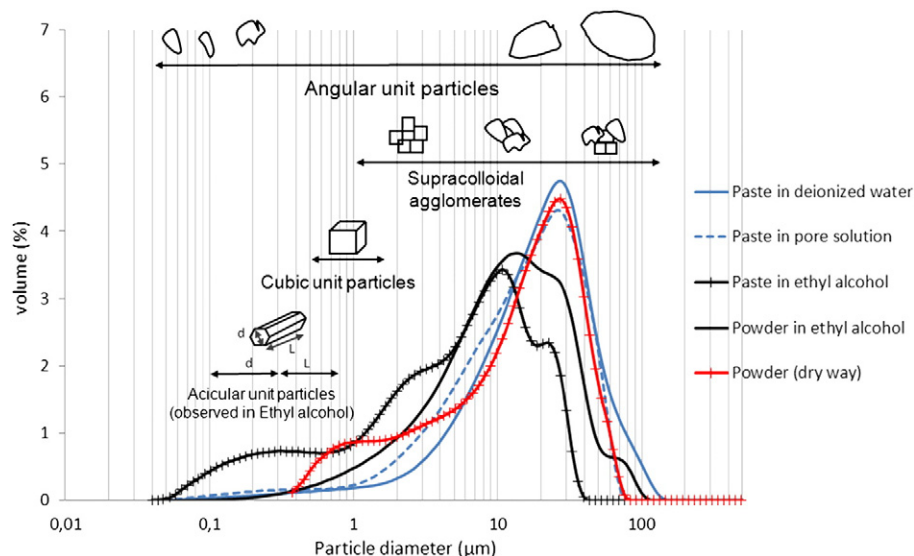 7
6
5
4
3
2
1
0
volume (%)
Angular unit particles
Supracolloidal
agglomerates
Cubic unit particles
d
L
d
L
Acicular unit particles
(observed in Ethyl alcohol)
Paste in deionized water
Paste in pore solution
Paste in ethyl alcohol
Powder in ethyl alcohol
Powder (dry way)
0,01
0,1
1
10
100
Particle diameter (µm)